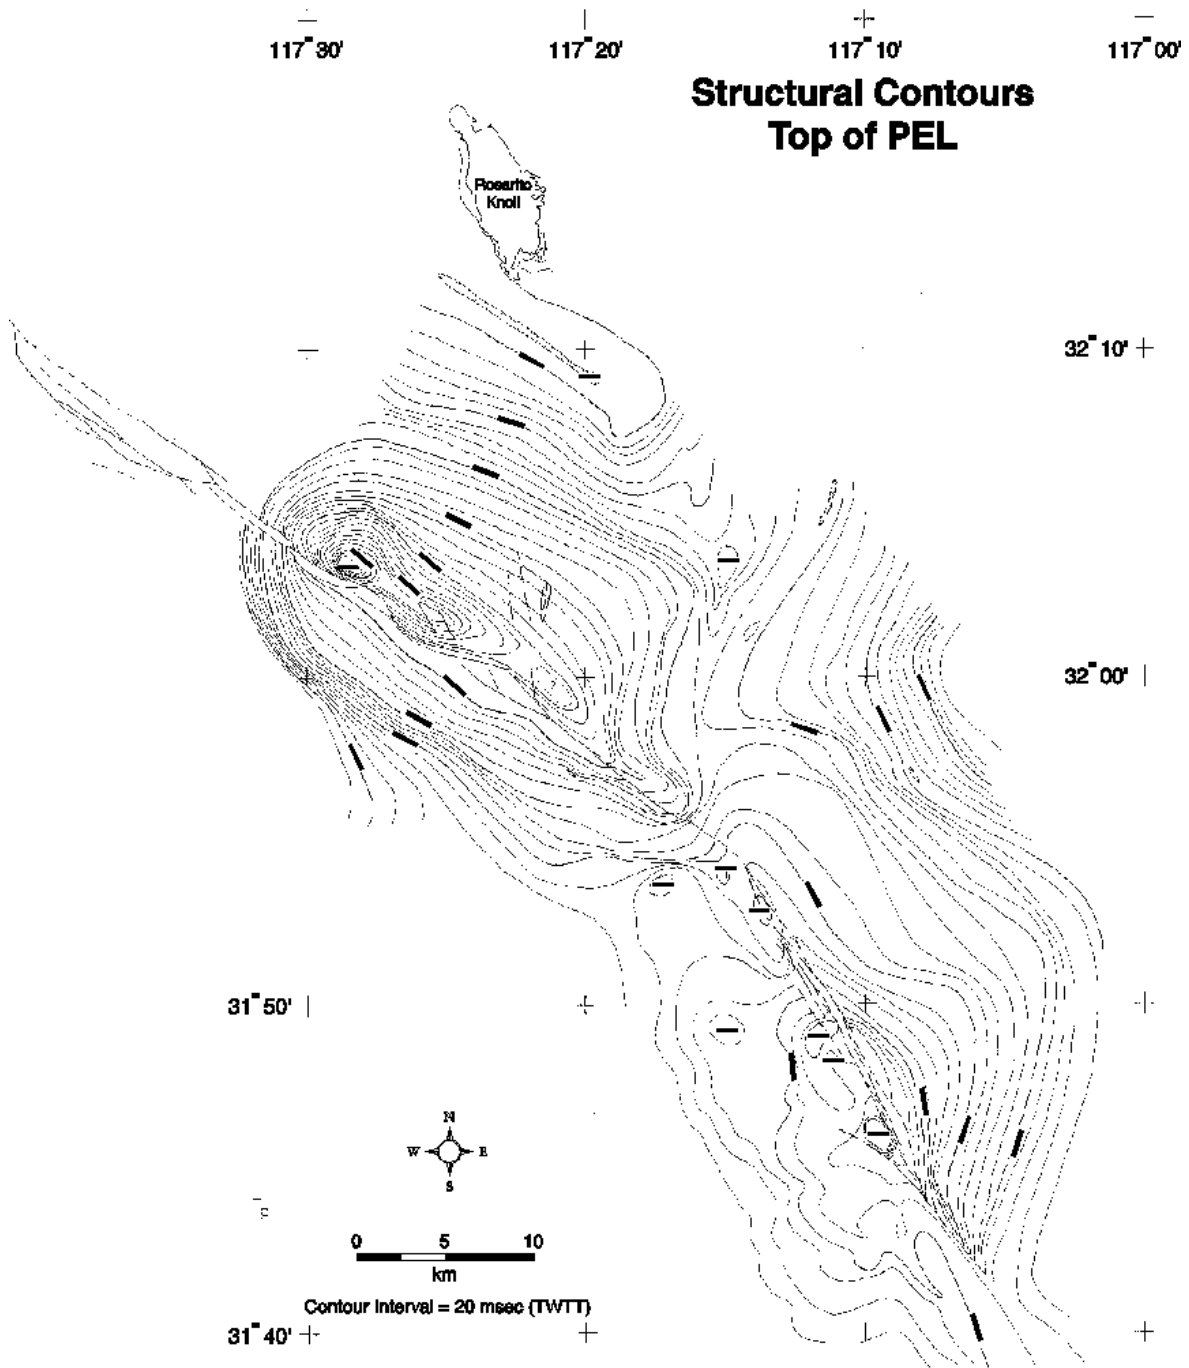 117° 30' 117° 20' 117° 10' 117° 00'
Structural Contours
Top of PEL
Rosarito
Knoll
32° 10'
32° 00'
31° 50'
N
W E
S
0 5 10
km
Contour Interval = 20 msec (TWTT)
31° 40'